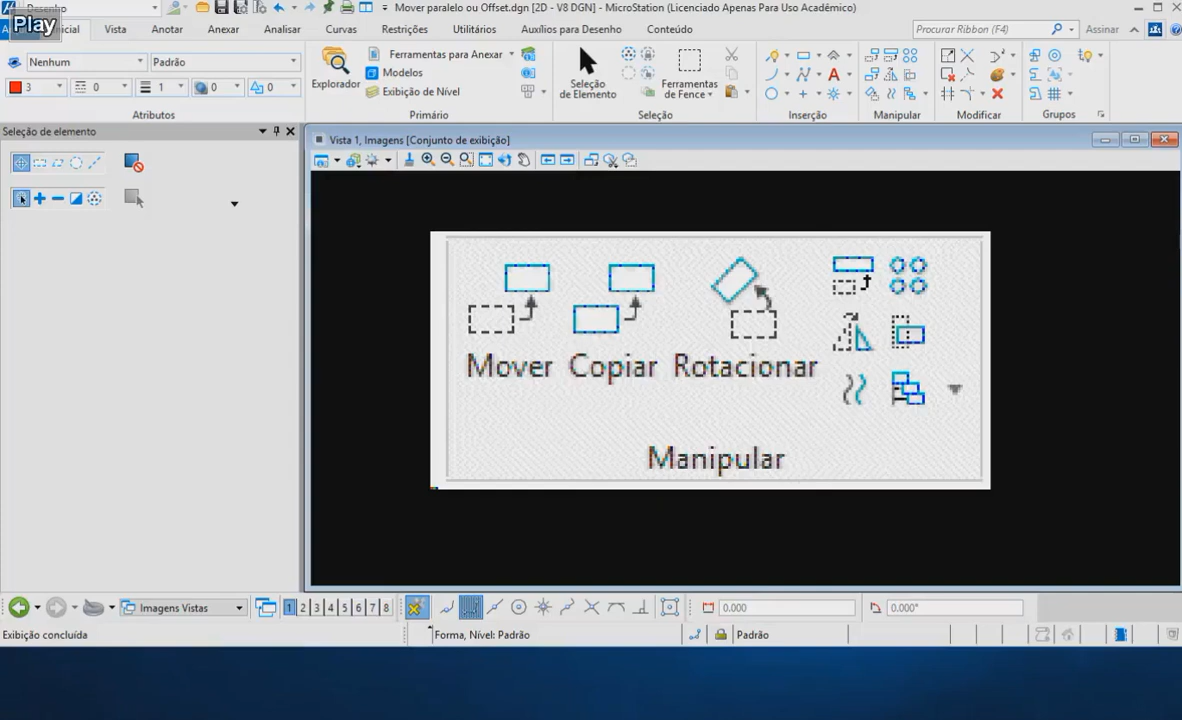 Desenho
Mover paralelo ou Offset.dgn [2D - V8 DGN] - MicroStation (Licenciado Apenas Para Uso Acadêmico)
Play
Vista Anotar Anexar Analisar Curvas Restrições Utilitários Auxílios para Desenho Conteúdo
Procurar Ribbon (F4) Assinar
Nenhum Padrão
3 0 1 0 0
Atributos
Explorador
Ferramentas para Anexar
Modelos
Exibição de Nível
Primário
Seleção de Elemento
Ferramentas de Fence
Seleção
Inserção
Manipular
Modificar
Grupos
Seleção de elemento
Vista 1, Imagens [Conjunto de exibição]
Mover Copiar Rotacionar
Manipular
Imagens Vistas
1 2 3 4 5 6 7 8
0.000
0.000°
Exibição concluída
Forma, Nível: Padrão
Padrão